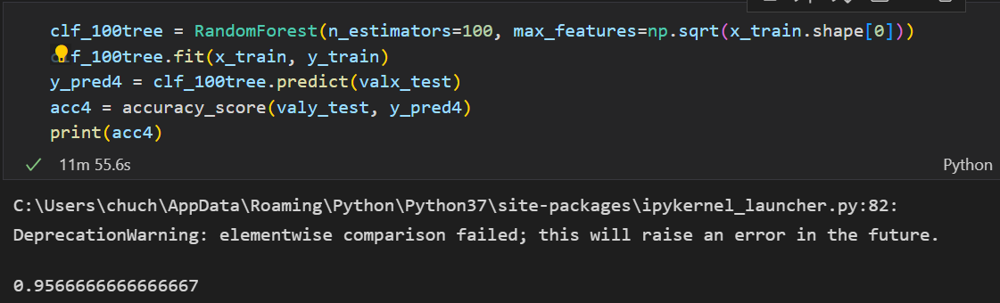 clf_100tree = RandomForest(n_estimators=100, max_features=np.sqrt(x_train.shape[0]))
f_100tree.fit(x_train, y_train)
y_pred4 = clf_100tree.predict(valx_test)
acc4 = accuracy_score(valy_test, y_pred4)
print(acc4)
11m 55.6s
Python
C:\Users\chuch\AppData\Roaming\Python\Python37\site-packages\ipykernel_launcher.py:82:
DeprecationWarning: elementwise comparison failed; this will raise an error in the future.
0.9566666666666667